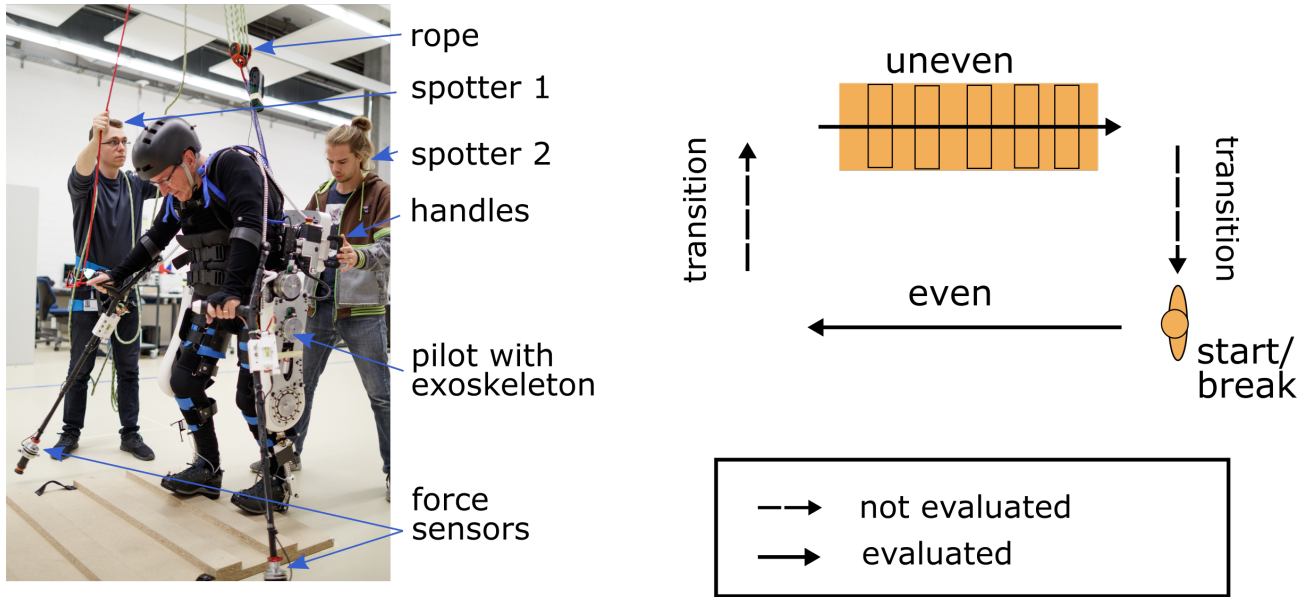 rope
spotter 1
spotter 2
handles
pilot with
exoskeleton
force
sensors
uneven
transition
transition
even
start/
break
not evaluated
evaluated